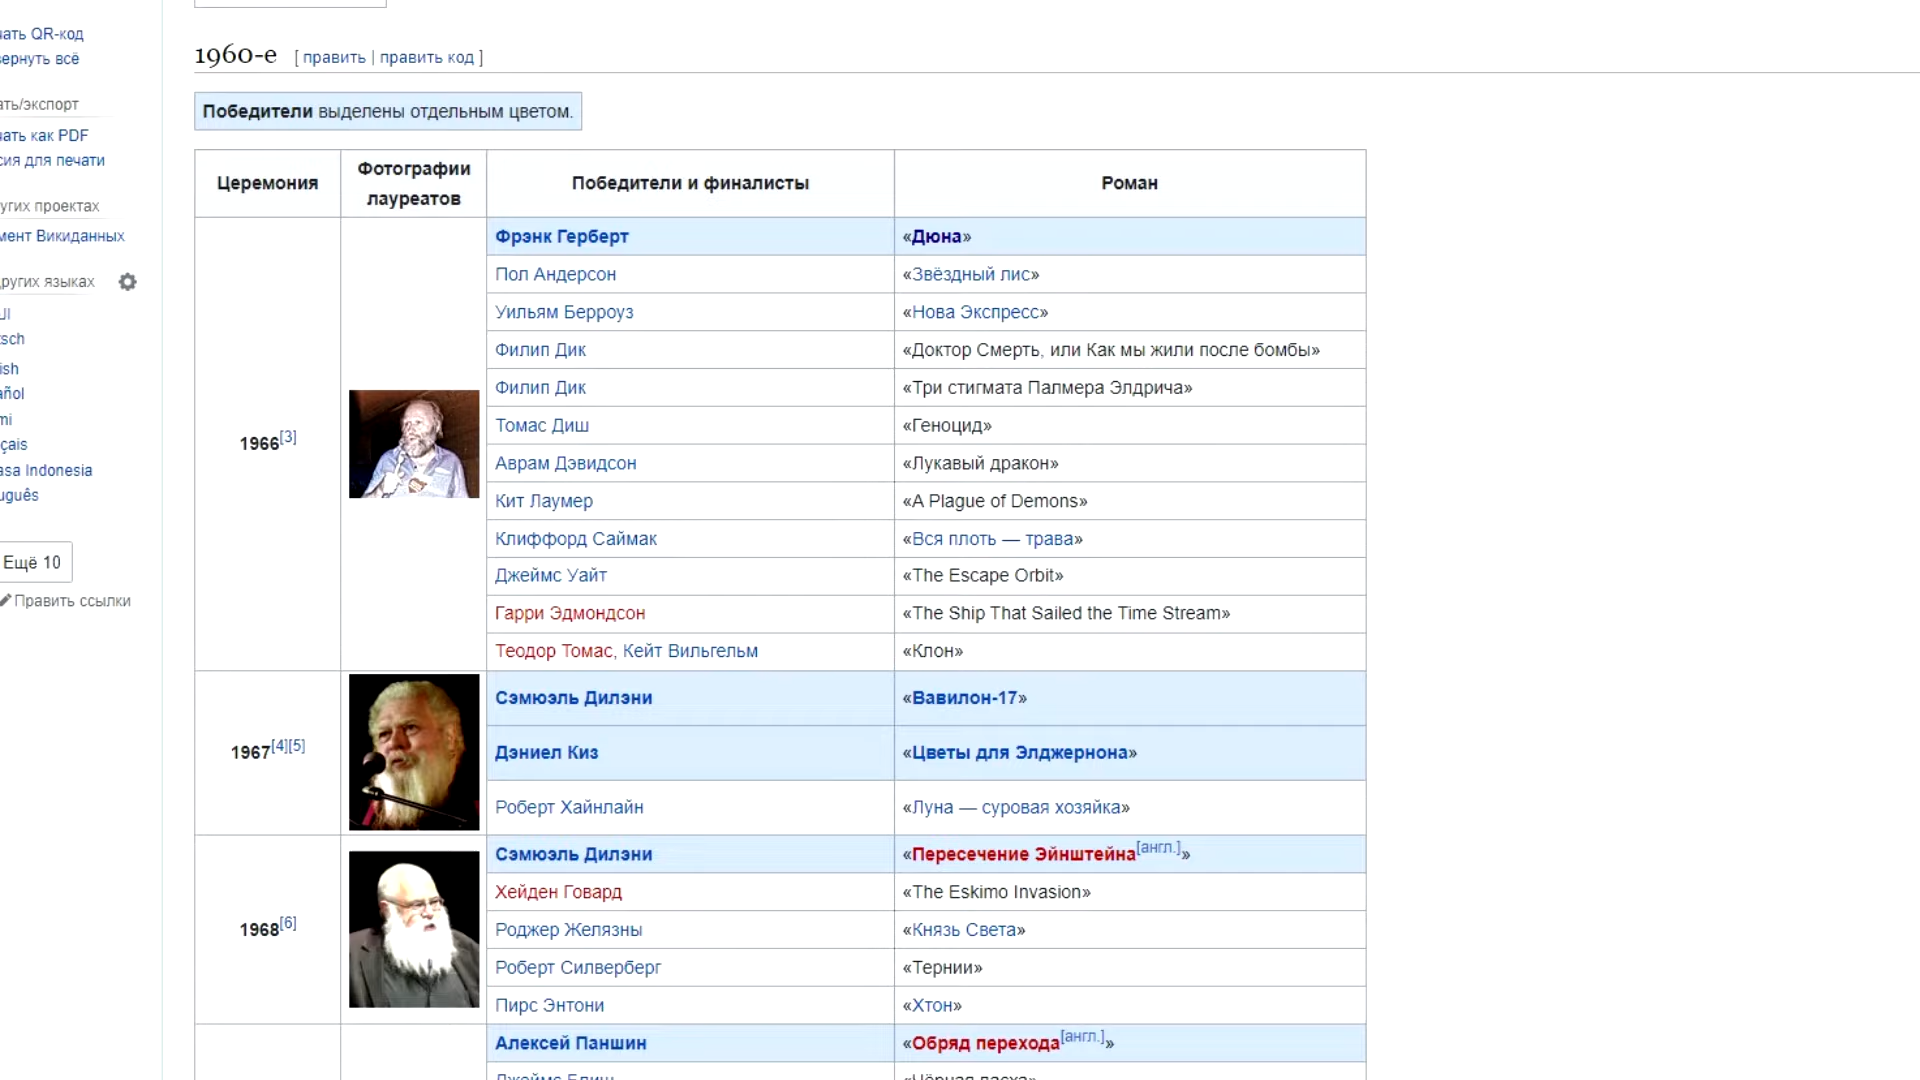 чать QR-код
вернуть всё
ать/экспорт
чать как PDF
сия для печати
угих проектах
мент Викиданных
ругих языках
tsch
ish
añol
mi
çais
asa Indonesia
uguês
Ещё 10
Править ссылки
1960-е [ править | править код ]
Победители выделены отдельным цветом.
Церемония Фотографии лауреатов Победители и финалисты Роман
1966[3]
Фрэнк Герберт «Дюна»
Пол Андерсон «Звёздный лис»
Уильям Берроуз «Нова Экспресс»
Филип Дик «Доктор Смерть, или Как мы жили после бомбы»
Филип Дик «Три стигмата Палмера Элдрича»
Томас Диш «Геноцид»
Аврам Дэвидсон «Лукавый дракон»
Кит Лаумер «A Plague of Demons»
Клиффорд Саймак «Вся плоть — трава»
Джеймс Уайт «The Escape Orbit»
Гарри Эдмондсон «The Ship That Sailed the Time Stream»
Теодор Томас, Кейт Вильгельм «Клон»
1967[4][5]
Сэмюэль Дилэни «Вавилон-17»
Дэниел Киз «Цветы для Элджернона»
Роберт Хайнлайн «Луна — суровая хозяйка»
1968[6]
Сэмюэль Дилэни «Пересечение Эйнштейна[англ.]»
Хейден Говард «The Eskimo Invasion»
Роджер Желязны «Князь Света»
Роберт Силверберг «Тернии»
Пирс Энтони «Хтон»
Алексей Паншин «Обряд перехода[англ.]»